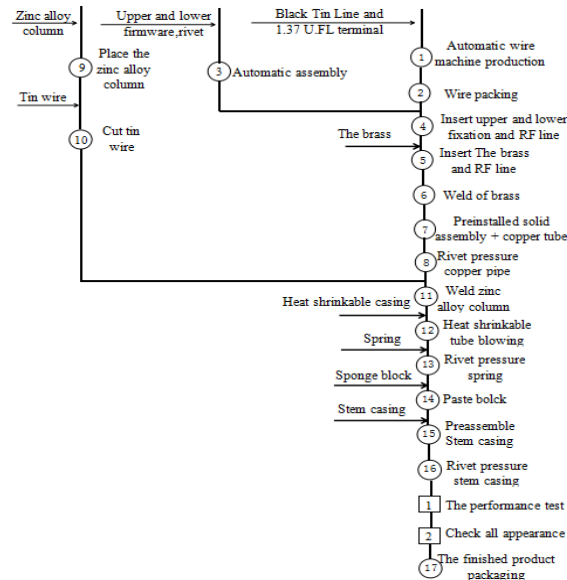 Zinc alloy
column
Upper and lower
firmware,rivet
Black Tin Line and
1.37 U.FL terminal
9
Place the
zinc alloy
column
3
Automatic assembly
1
Automatic wire
machine production
2
Wire packing
Tin wire
10
Cut tin
wire
4
Insert upper and lower
fixation and RF line
The brass
5
Insert The brass
and RF line
6
Weld of brass
7
Preinstalled solid
assembly + copper tube
8
Rivet pressure
copper pipe
11
Weld zinc
alloy column
Heat shrinkable casing
12
Heat shrinkable
tube blowing
Spring
13
Rivet pressure
spring
Sponge block
14
Paste bolck
Stem casing
15
Preassemble
Stem casing
16
Rivet pressure
stem casing
1
The performance test
2
Check all appearance
17
The finished product
packaging